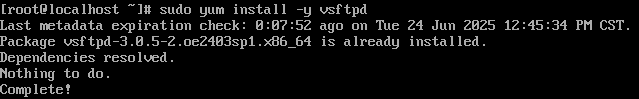 [root@localhost ~]# sudo yum install -y vsftpd
Last metadata expiration check: 0:07:52 ago on Tue 24 Jun 2025 12:45:34 PM CST.
Package vsftpd-3.0.5-2.oe2403sp1.x86_64 is already installed.
Dependencies resolved.
Nothing to do.
Complete!